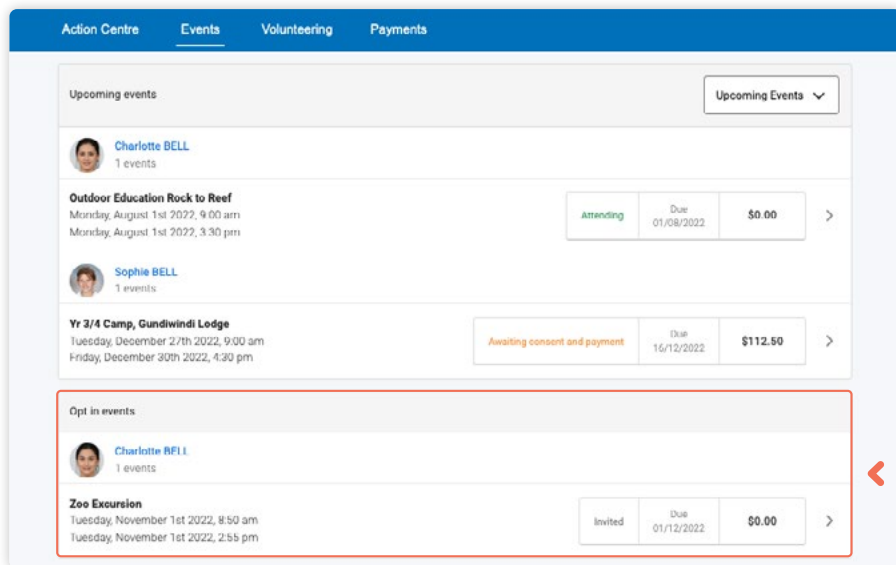 Action Centre Events Volunteering Payments
Upcoming events
Upcoming Events
Charlotte BELL
1 events
Outdoor Education Rock to Reef
Monday, August 1st 2022, 9:00 am
Monday, August 1st 2022, 3:30 pm
Attending
Due
01/08/2022
$0.00
Sophie BELL
1 events
Yr 3/4 Camp, Gundiwindi Lodge
Tuesday, December 27th 2022, 9:00 am
Friday, December 30th 2022, 4:30 pm
Awaiting consent and payment
Due
16/12/2022
$112.50
Opt in events
Charlotte BELL
1 events
Zoo Excursion
Tuesday, November 1st 2022, 8:50 am
Tuesday, November 1st 2022, 2:55 pm
Invited
Due
01/12/2022
$0.00